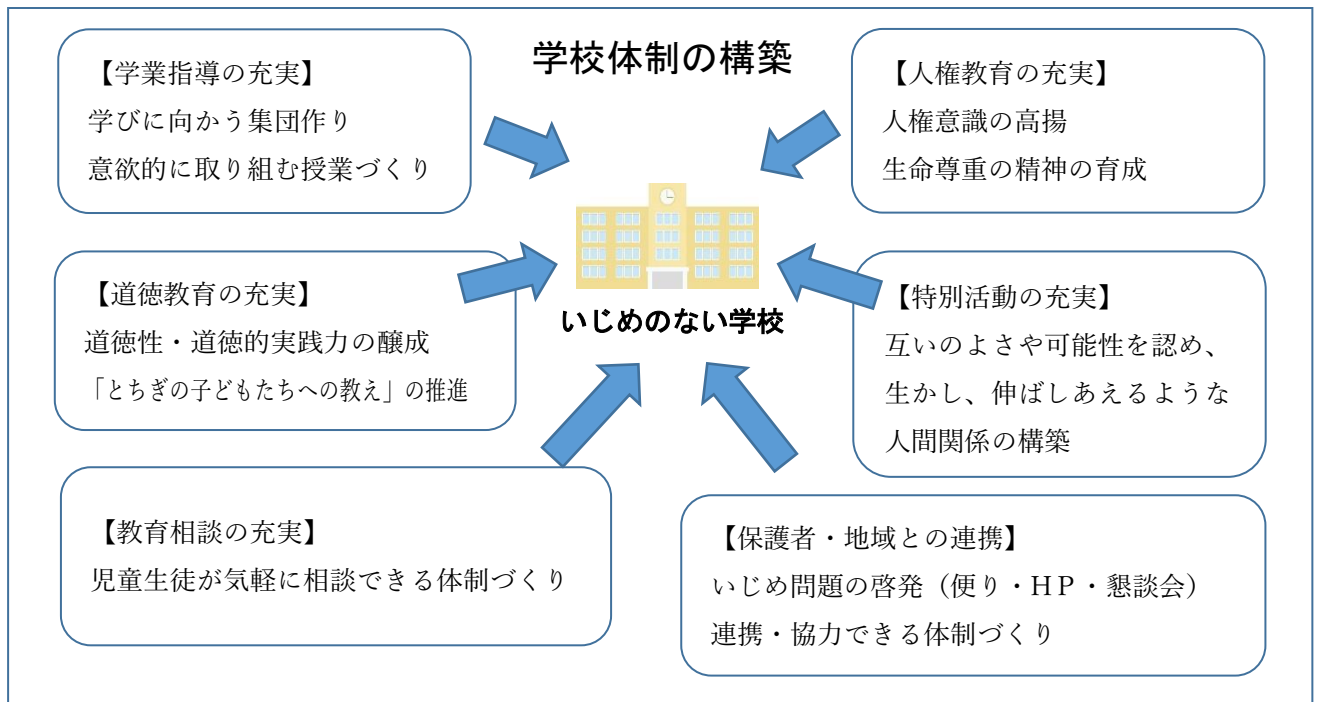 学校体制の構築
【学業指導の充実】
学びに向かう集団作り
意欲的に取り組む授業づくり
【人権教育の充実】
人権意識の高揚
生命尊重の精神の育成
【道徳教育の充実】
道徳性・道徳的実践力の醸成
「とちぎの子どもたちへの教え」の推進
いじめのない学校
【特別活動の充実】
互いのよさや可能性を認め、
生かし、伸ばしあえるような
人間関係の構築
【教育相談の充実】
児童生徒が気軽に相談できる体制づくり
【保護者・地域との連携】
いじめ問題の啓発（便り・ＨＰ・懇談会）
連携・協力できる体制づくり